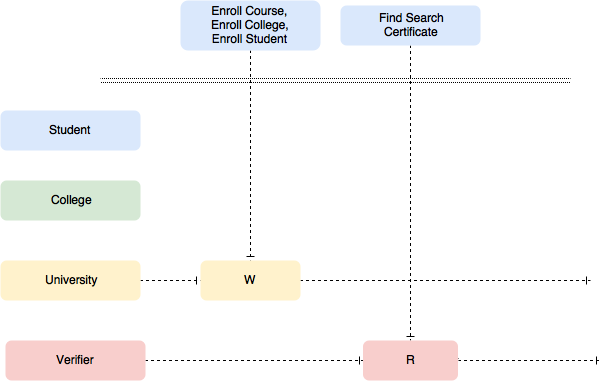 Enroll Course,
Enroll College,
Enroll Student
Find Search
Certificate
Student
College
University
W
Verifier
R